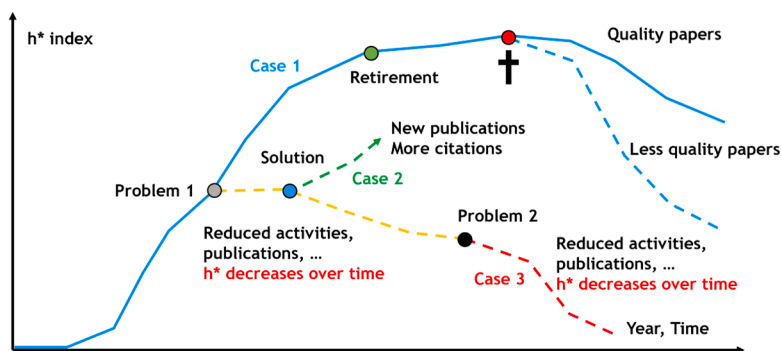 h* index
Quality papers
Case 1
Retirement
New publications
More citations
Solution
Less quality papers
Case 2
Problem 1
Problem 2
Reduced activities,
publications, ...
h* decreases over time
Reduced activities,
publications, ...
h* decreases over time
Case 3
Year, Time